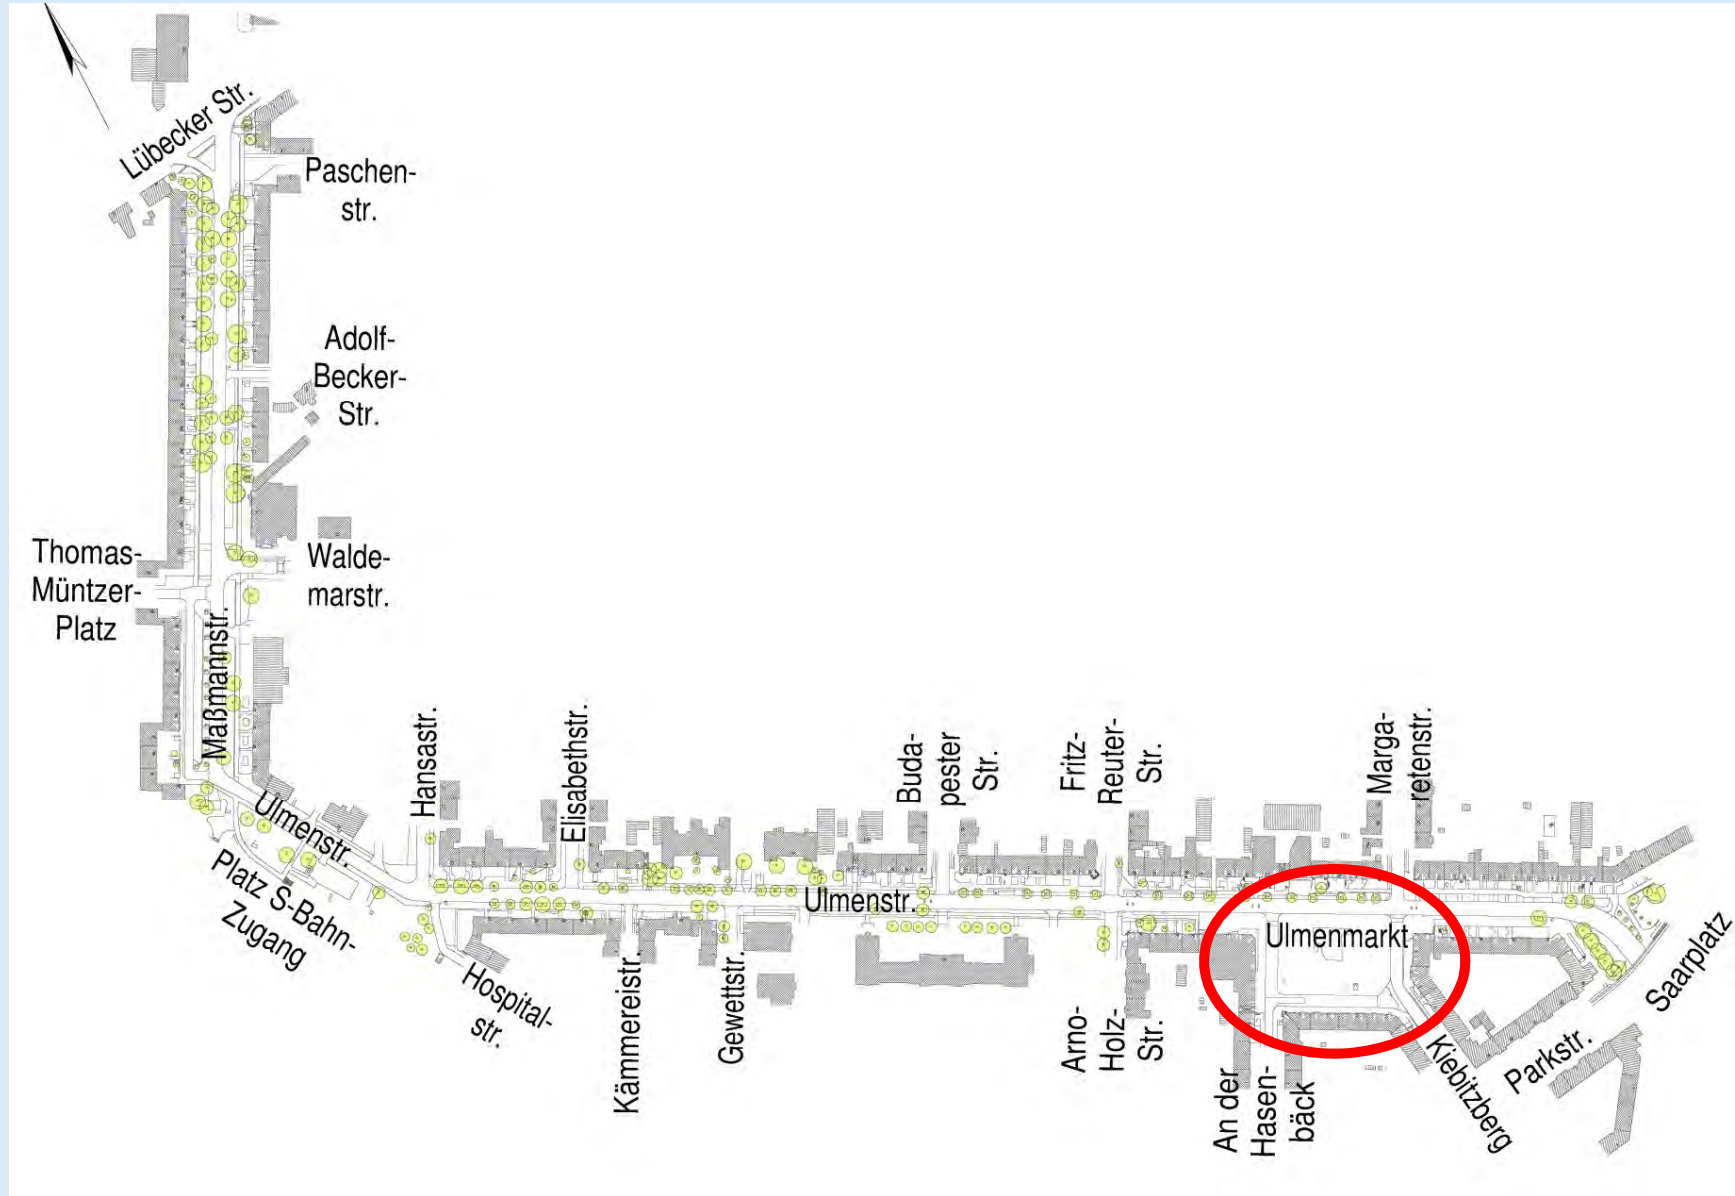 Lübecker Str.
Paschen-
str.
Adolf-
Becker-
Str.
Thomas-
Müntzer-
Platz
Walde-
marstr.
Maßmannstr.
Ulmenstr.
Platz S-Bahn-
Zugang
Hansastr.
Hospital-
str.
Elisabethstr.
Kämmereistr.
Gewettstr.
Ulmenstr.
Buda-
pester
Str.
Fritz-
Reuter-
Str.
Arno-
Holz-
Str.
Marga-
retenstr.
Ulmenmarkt
An der
Hasen-
bäck
Kiebitzberg
Parkstr.
Saarplatz